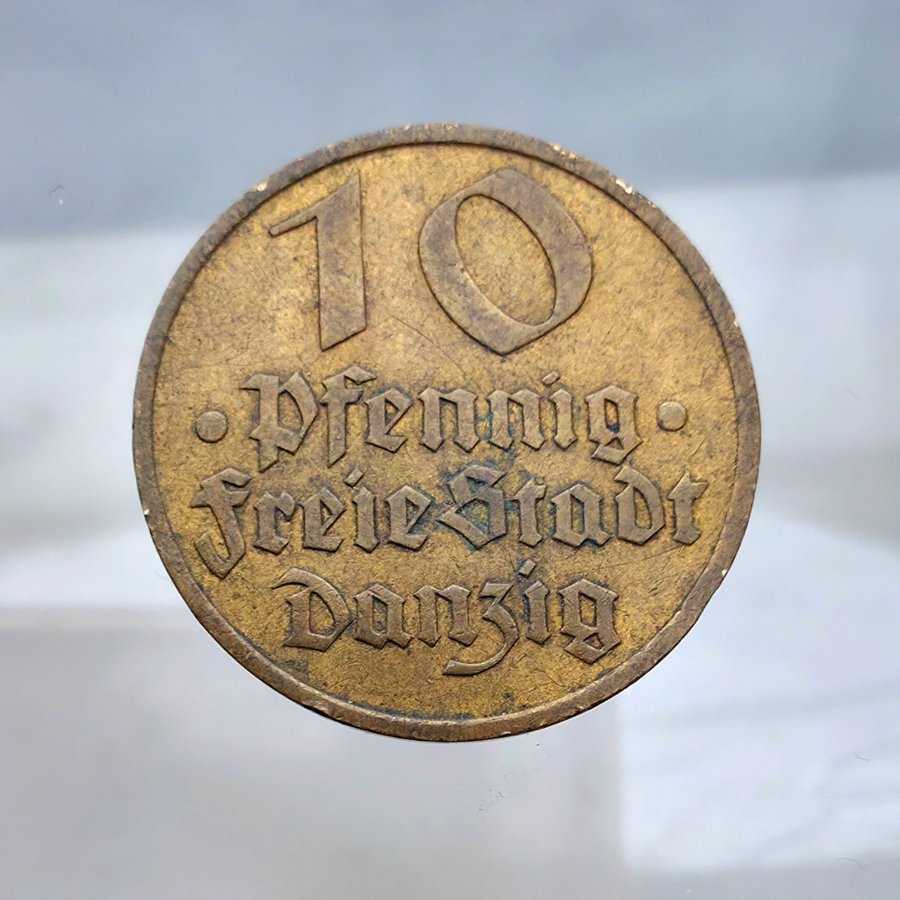 10
• Pfennig •
Freie Stadt
Danzig